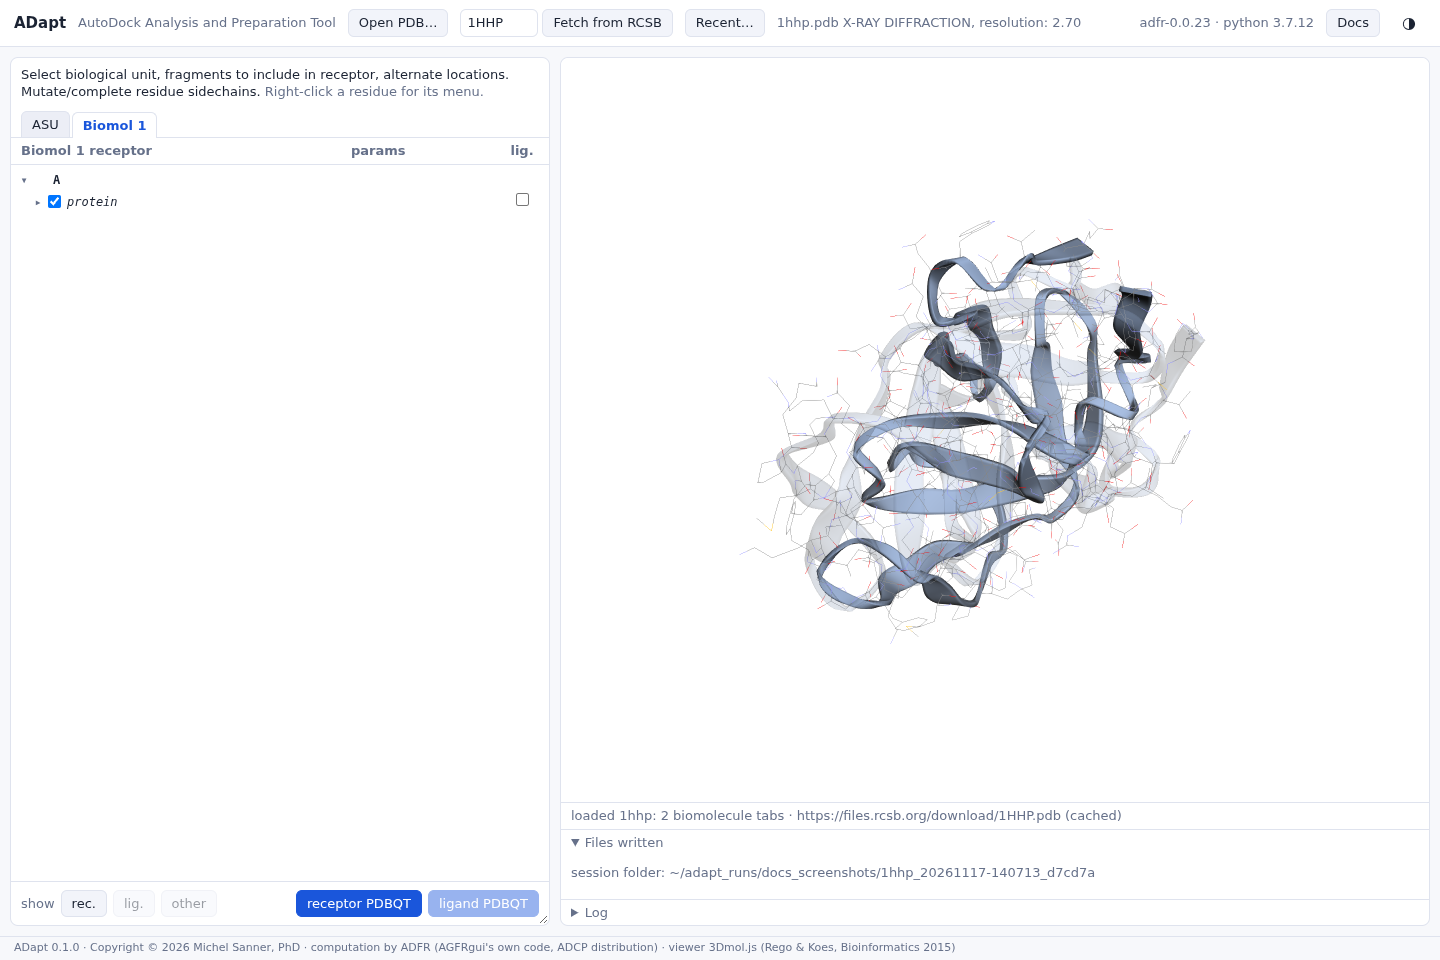 ADapt AutoDock Analysis and Preparation Tool Open PDB... 1HHP Fetch from RCSB Recent... 1hhp.pdb X-RAY DIFFRACTION, resolution: 2.70 adfr-0.0.23 · python 3.7.12 Docs
Select biological unit, fragments to include in receptor, alternate locations.
Mutate/complete residue sidechains. Right-click a residue for its menu.
ASU Biomol 1
Biomol 1 receptor params lig.
A
protein
show rec. lig. other receptor PDBQT ligand PDBQT
loaded 1hhp: 2 biomolecule tabs · https://files.rcsb.org/download/1HHP.pdb (cached)
Files written
session folder: ~/adapt_runs/docs_screenshots/1hhp_20261117-140713_d7cd7a
Log
ADapt 0.1.0 · Copyright © 2026 Michel Sanner, PhD · computation by ADFR (AGFRgui's own code, ADCP distribution) · viewer 3Dmol.js (Rego & Koes, Bioinformatics 2015)